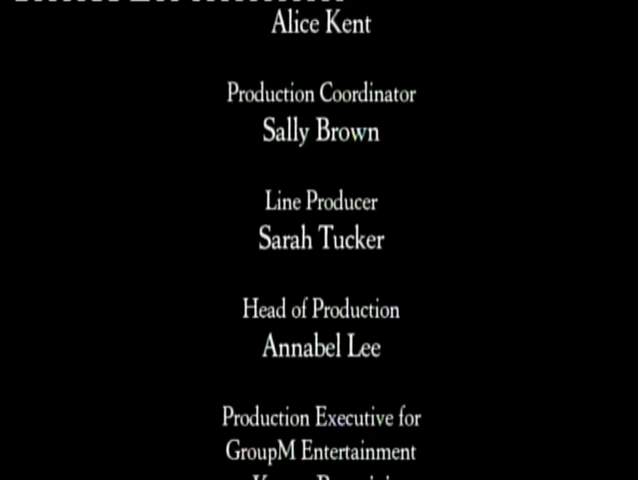 Alice Kent
Production Coordinator
Sally Brown
Line Producer
Sarah Tucker
Head of Production
Annabel Lee
Production Executive for
GroupM Entertainment